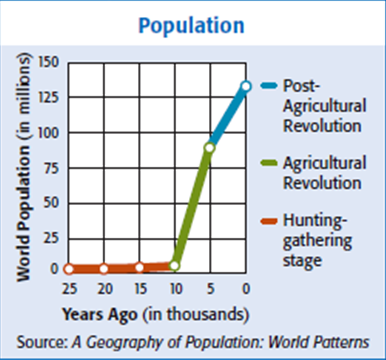 Population
World Population (in millions)
150
125
100
75
50
25
0
25 20 15 10 5 0
Years Ago (in thousands)
Post-
Agricultural
Revolution
Agricultural
Revolution
Hunting-
gathering
stage
Source: A Geography of Population: World Patterns